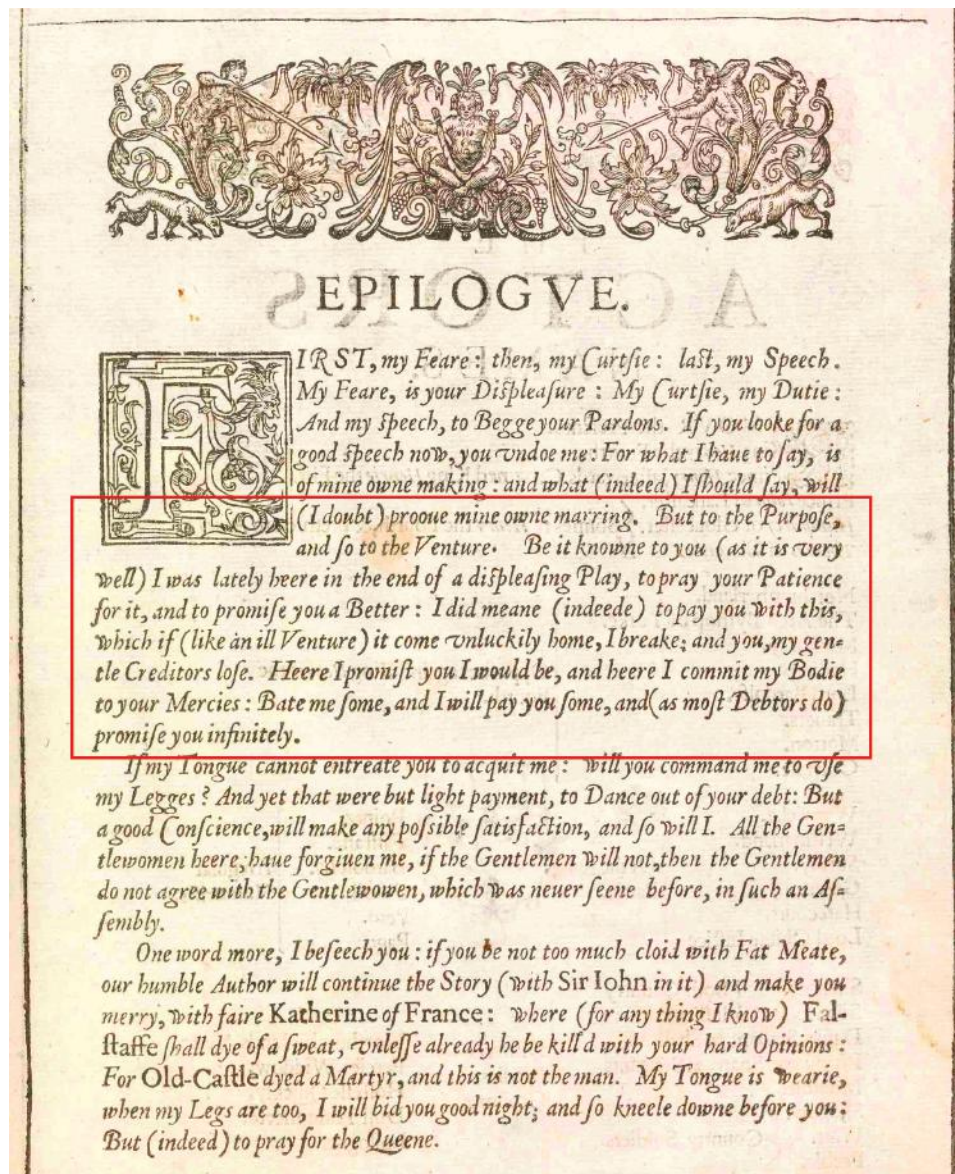 EPILOGVE.
FIRST, my Feare: then, my Curtsie: last, my Speech.
My Feare, is your Displeasure: My Curtsie, my Dutie:
And my speech, to Begge your Pardons. If you looke for a
good speech now, you vndoe me: For what I haue to say, is
of mine owne making: and what (indeed) I should say, will
(I doubt) prooue mine owne marring. But to the Purpose,
and so to the Venture. Be it knowne to you (as it is very
well) I was lately heere in the end of a displeasing Play, to pray your Patience
for it, and to promise you a Better: I did meane (indeede) to pay you with this,
which if (like an ill Venture) it come vnluckily home, I breake; and you, my gen-
tle Creditors lose. Heere I promist you I would be, and heere I commit my Bodie
to your Mercies: Bate me some, and I will pay you some, and (as most Debtors do)
promise you infinitely.
If my Tongue cannot entreate you to acquit me: will you command me to vse
my Legges? And yet that were but light payment, to Dance out of your debt: But
a good Conscience, will make any possible satisfaction, and so will I. All the Gen-
tlewomen heere, haue forgiuen me, if the Gentlemen will not, then the Gentlemen
do not agree with the Gentlewowen, which was neuer seene before, in such an As-
sembly.
One word more, I beseech you: if you be not too much cloid with Fat Meate,
our humble Author will continue the Story (with Sir Iohn in it) and make you
merry, with faire Katherine of France: where (for any thing I know) Fal-
staffe shall dye of a sweat, vnlesse already he be kill'd with your hard Opinions:
For Old-Castle dyed a Martyr, and this is not the man. My Tongue is wearie,
when my Legs are too, I will bid you good night; and so kneele downe before you:
But (indeed) to pray for the Queene.